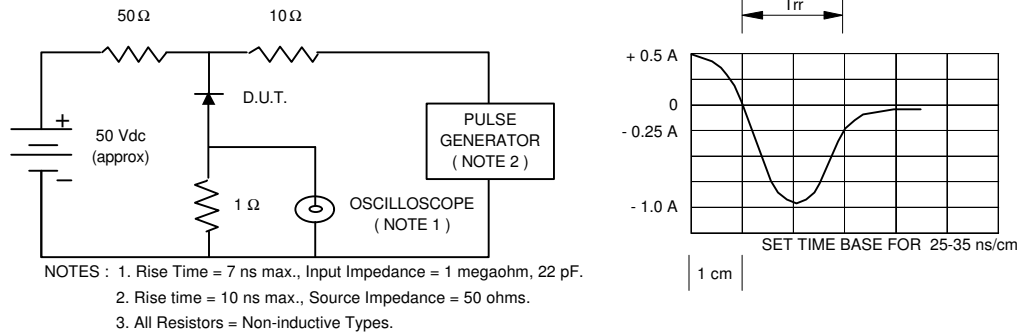 50 Ω
10 Ω
D.U.T.
+
50 Vdc
(approx)
−
1 Ω
OSCILLOSCOPE
( NOTE 1 )
PULSE
GENERATOR
( NOTE 2 )
NOTES : 1. Rise Time = 7 ns max., Input Impedance = 1 megaohm, 22 pF.
2. Rise time = 10 ns max., Source Impedance = 50 ohms.
3. All Resistors = Non-inductive Types.
Trr
+ 0.5 A
0
- 0.25 A
- 1.0 A
SET TIME BASE FOR 25-35 ns/cm
1 cm